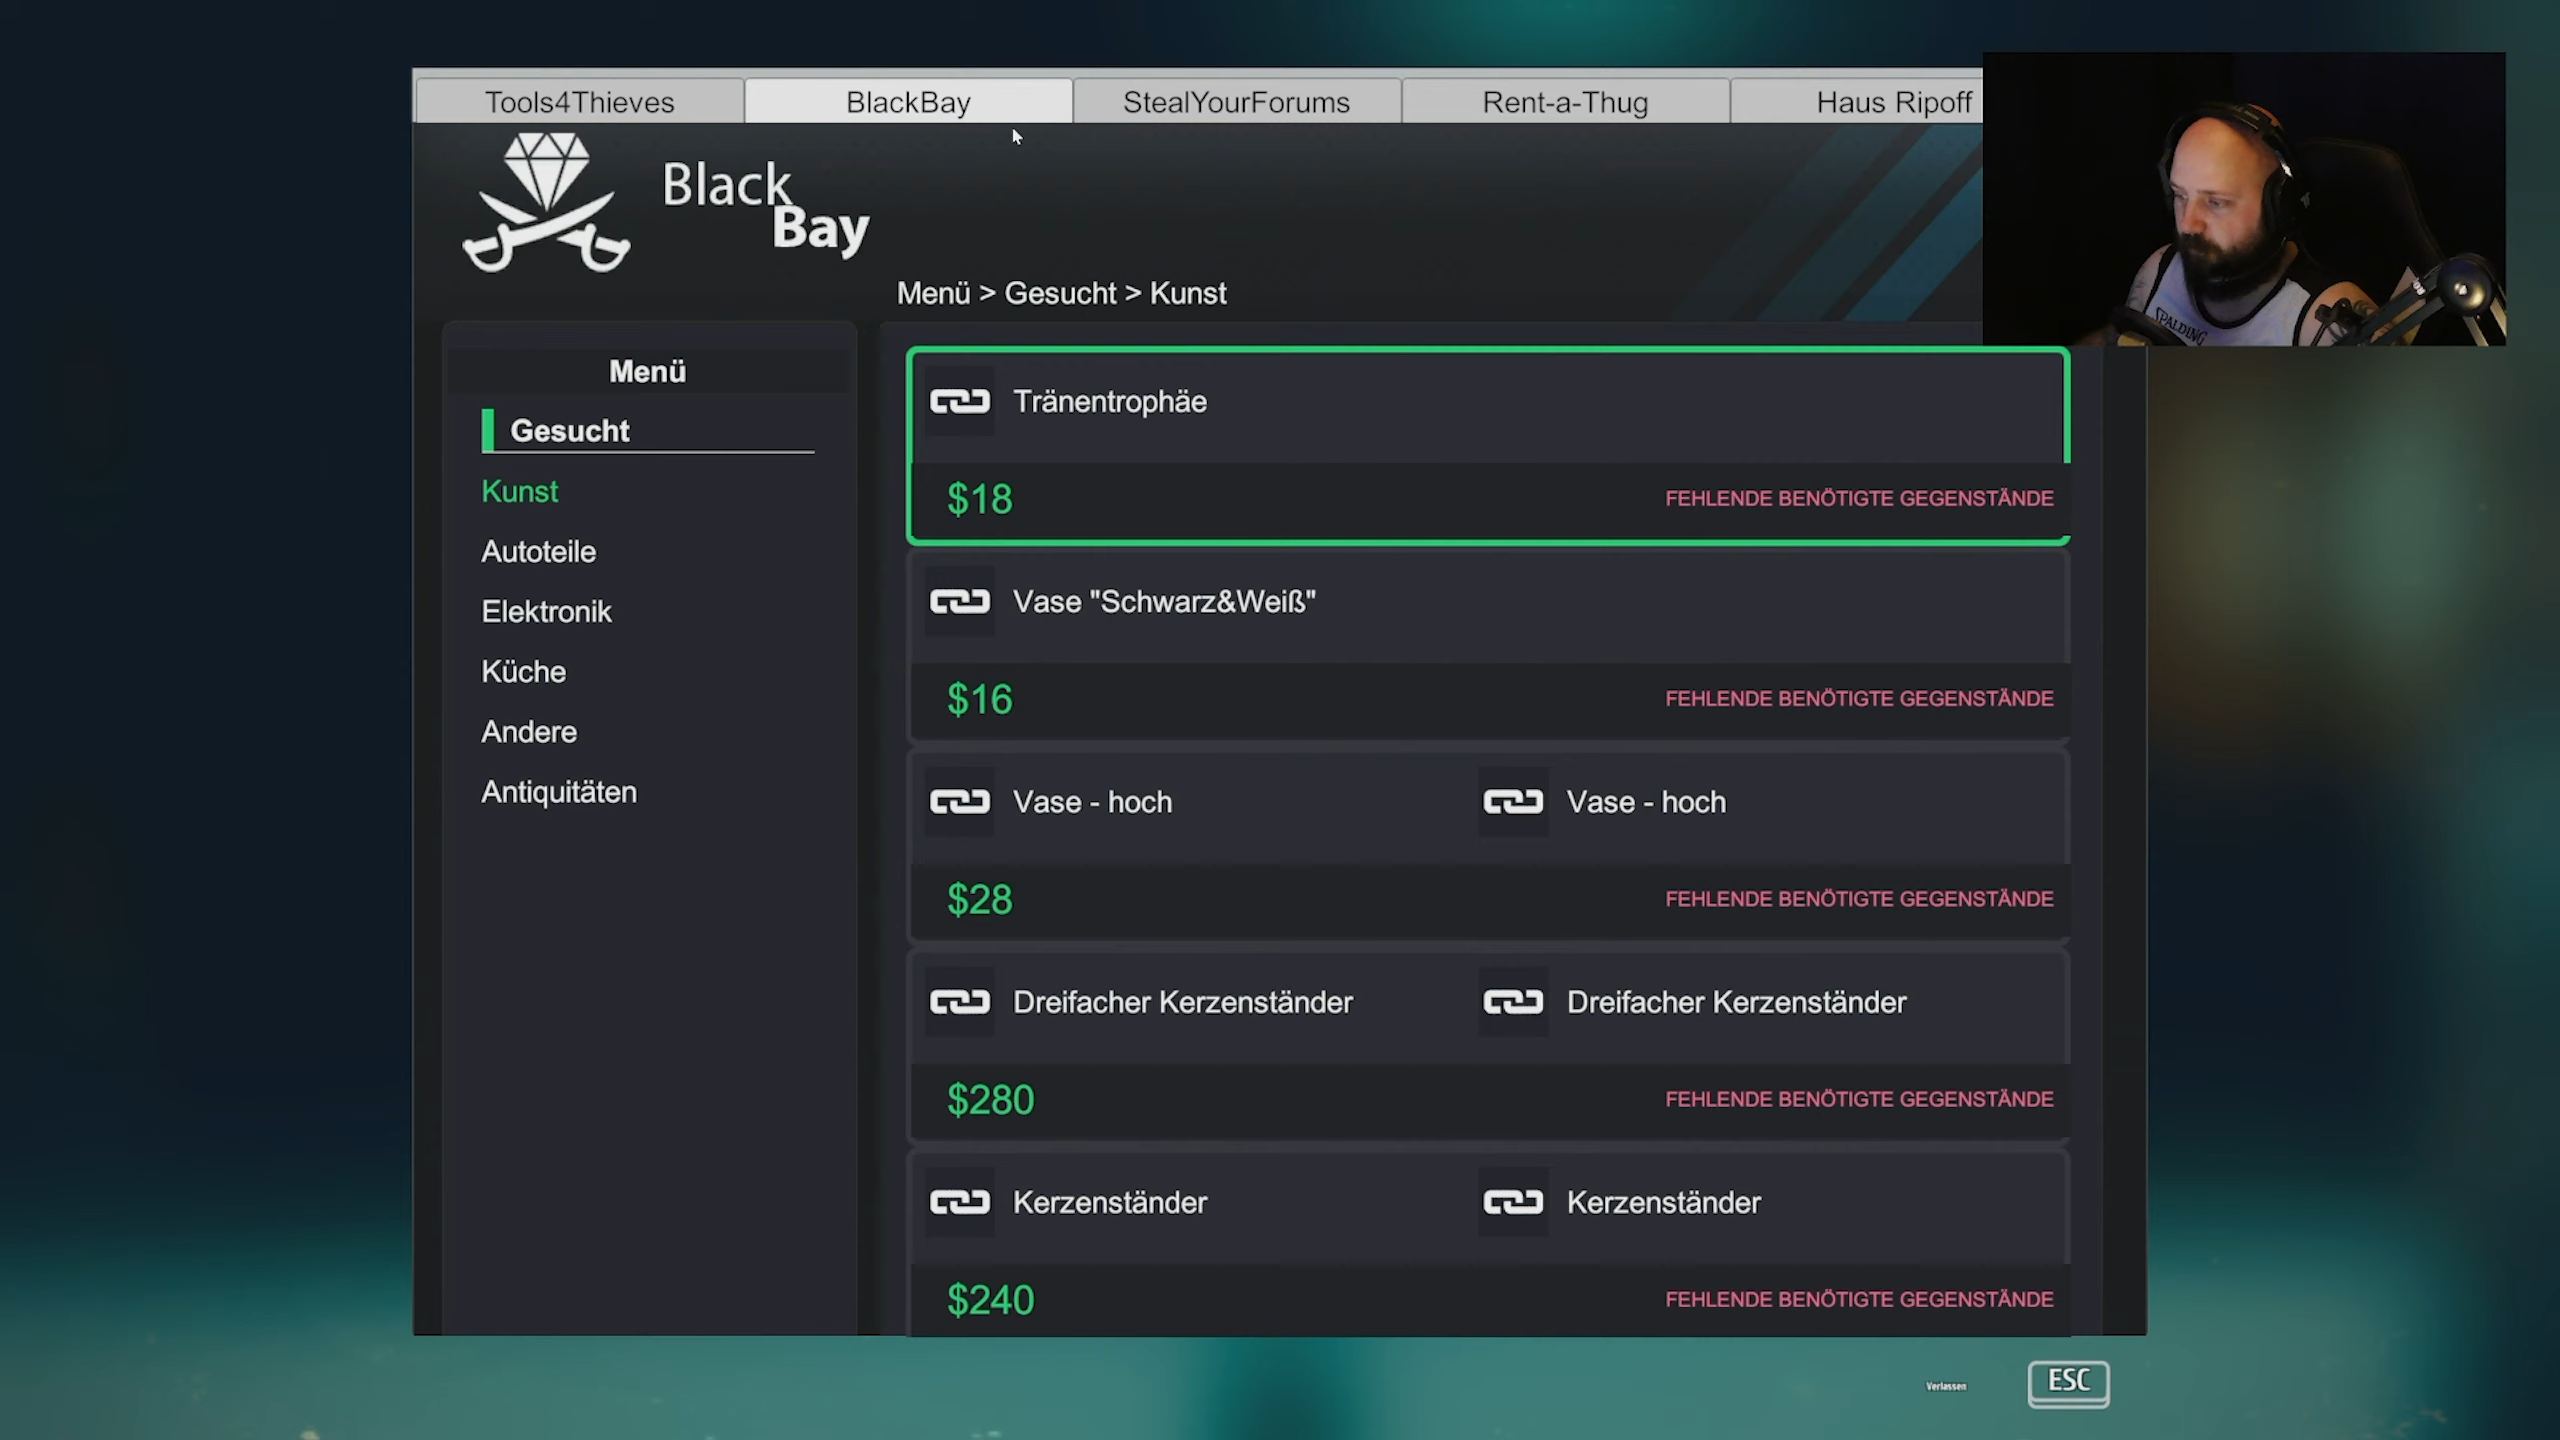 Tools4Thieves
BlackBay
StealYourForums
Rent-a-Thug
Haus Ripoff
Black
Bay
Menü > Gesucht > Kunst
Menü
Gesucht
Kunst
Autoteile
Elektronik
Küche
Andere
Antiquitäten
Tränentrophäe
$18 FEHLENDE BENÖTIGTE GEGENSTÄNDE
Vase "Schwarz&Weiß"
$16 FEHLENDE BENÖTIGTE GEGENSTÄNDE
Vase - hoch Vase - hoch
$28 FEHLENDE BENÖTIGTE GEGENSTÄNDE
Dreifacher Kerzenständer Dreifacher Kerzenständer
$280 FEHLENDE BENÖTIGTE GEGENSTÄNDE
Kerzenständer Kerzenständer
$240 FEHLENDE BENÖTIGTE GEGENSTÄNDE
SPALDING
Verlassen ESC